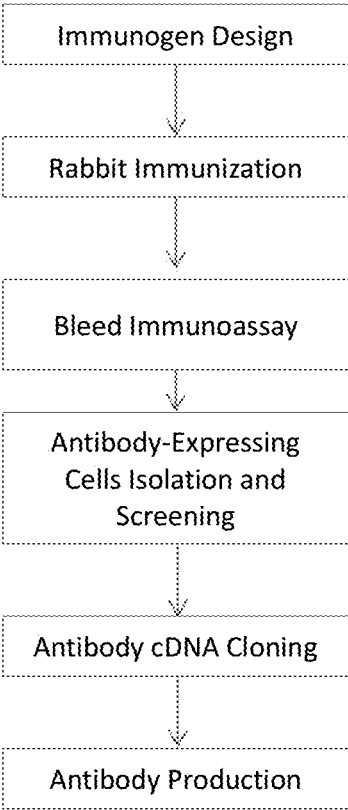 Immunogen Design
Rabbit Immunization
Bleed Immunoassay
Antibody-Expressing
Cells Isolation and
Screening
Antibody cDNA Cloning
Antibody Production